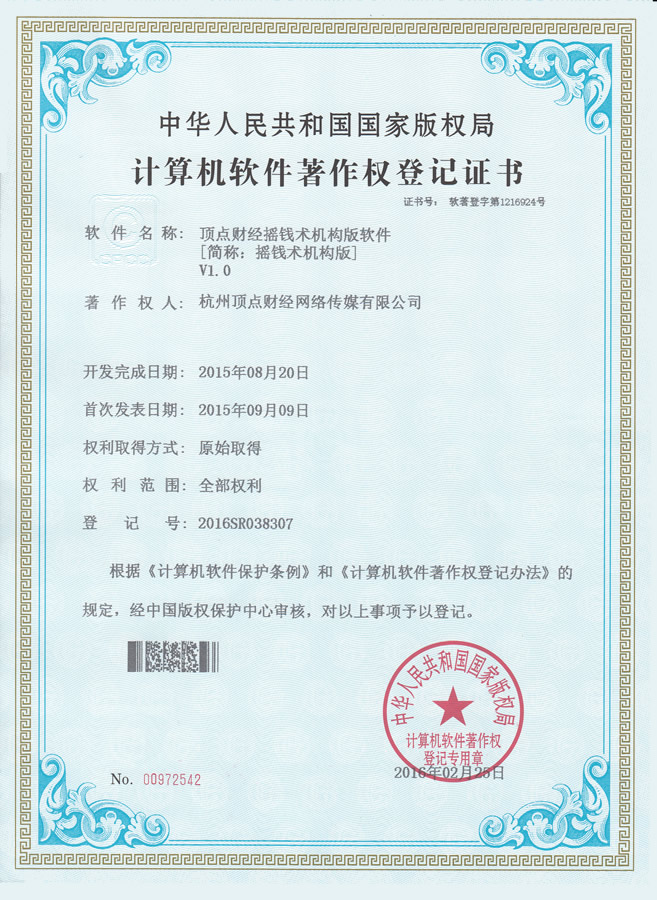 中华人民共和国国家版权局
计算机软件著作权登记证书
证书号： 软著登字第1216924号
CPCC
软件名称： 顶点财经摇钱术机构版软件
[简称：摇钱术机构版]
V1.0
著作权人： 杭州顶点财经网络传媒有限公司
开发完成日期： 2015年08月20日
首次发表日期： 2015年09月09日
权利取得方式： 原始取得
权利范围： 全部权利
登记号： 2016SR038307
根据《计算机软件保护条例》和《计算机软件著作权登记办法》的
规定，经中国版权保护中心审核，对以上事项予以登记。
中华人民共和国国家版权局
计算机软件著作权
登记专用章
2016年02月25日
No. 00972542